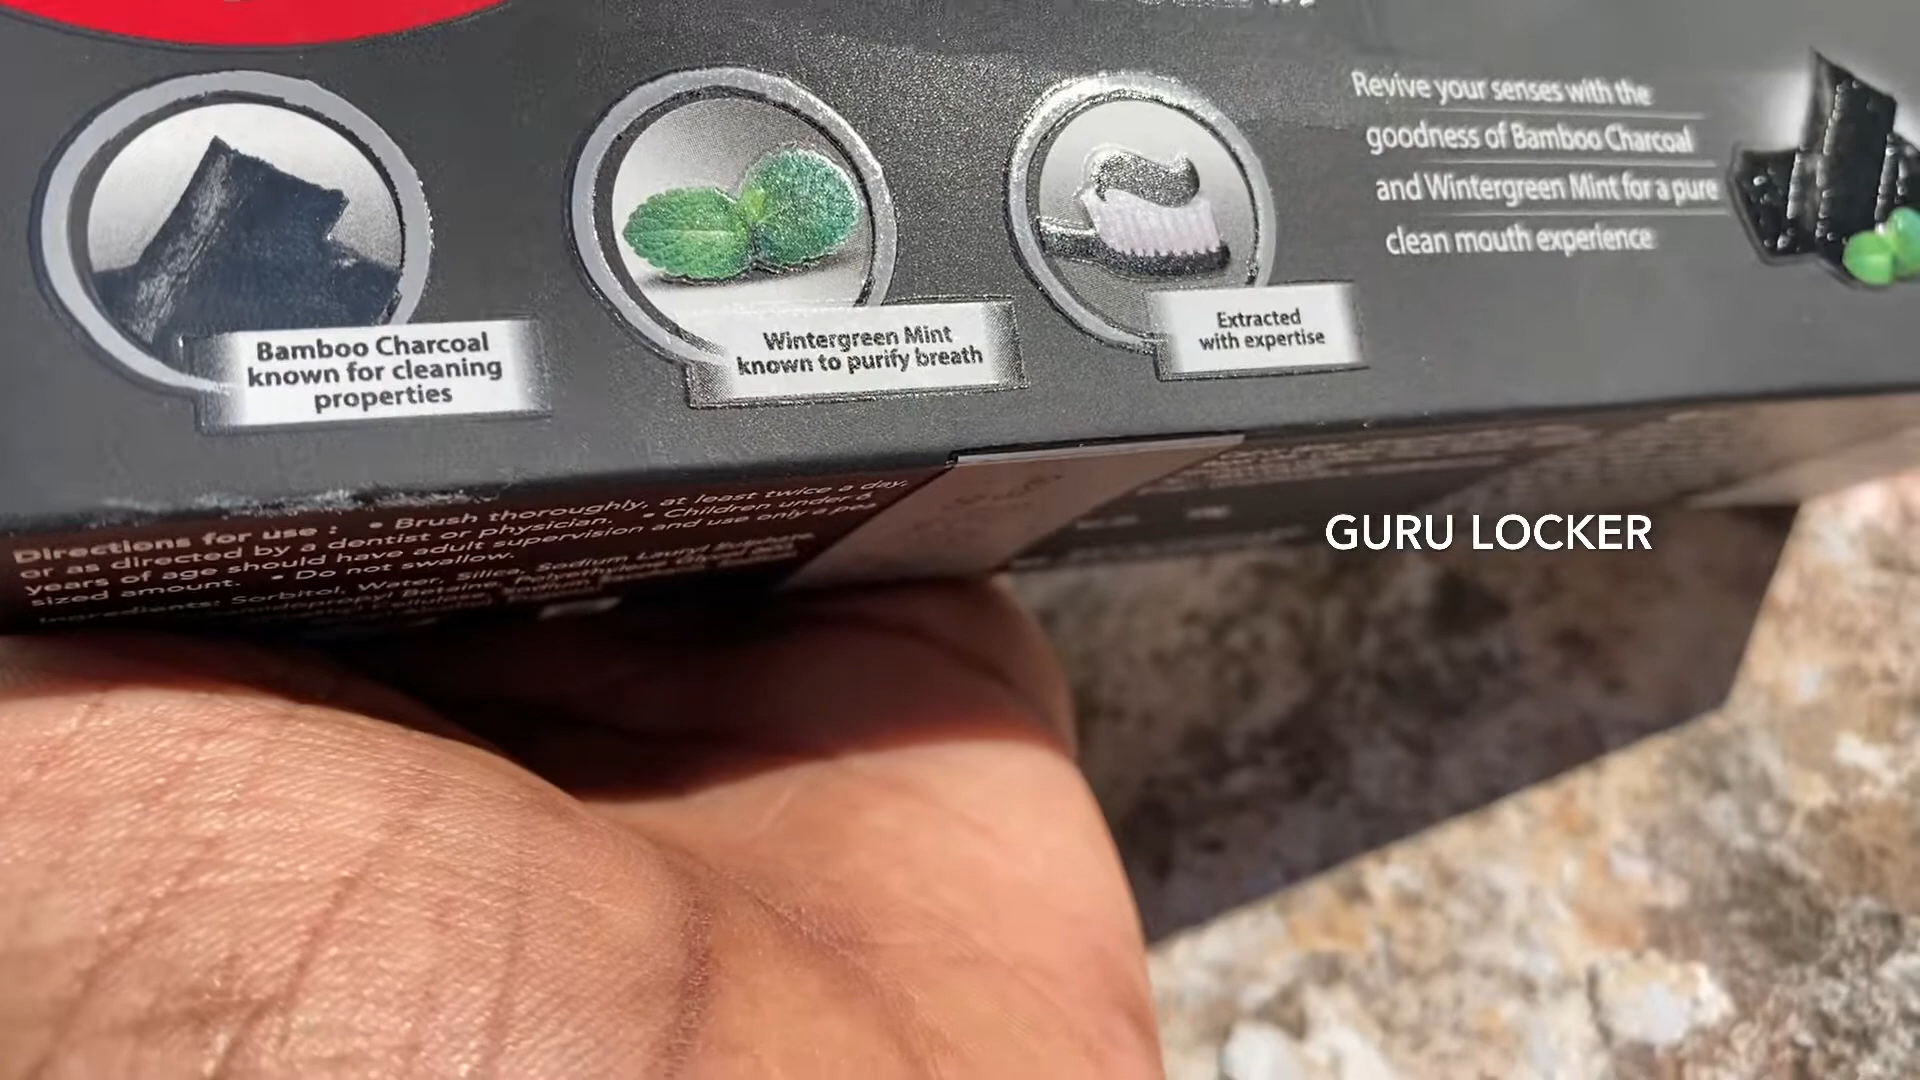 Bamboo Charcoal
known for cleaning
properties
Wintergreen Mint
known to purify breath
Extracted
with expertise
Revive your senses with the
goodness of Bamboo Charcoal
and Wintergreen Mint for a pure
clean mouth experience
Directions for use : • Brush thoroughly, at least twice a day,
or as directed by a dentist or physician. • Children under 6
years of age should have adult supervision and use only a pea
sized amount. • Do not swallow.
Ingredients: Sorbitol, Water, Silica, Sodium Lauryl
GURU LOCKER